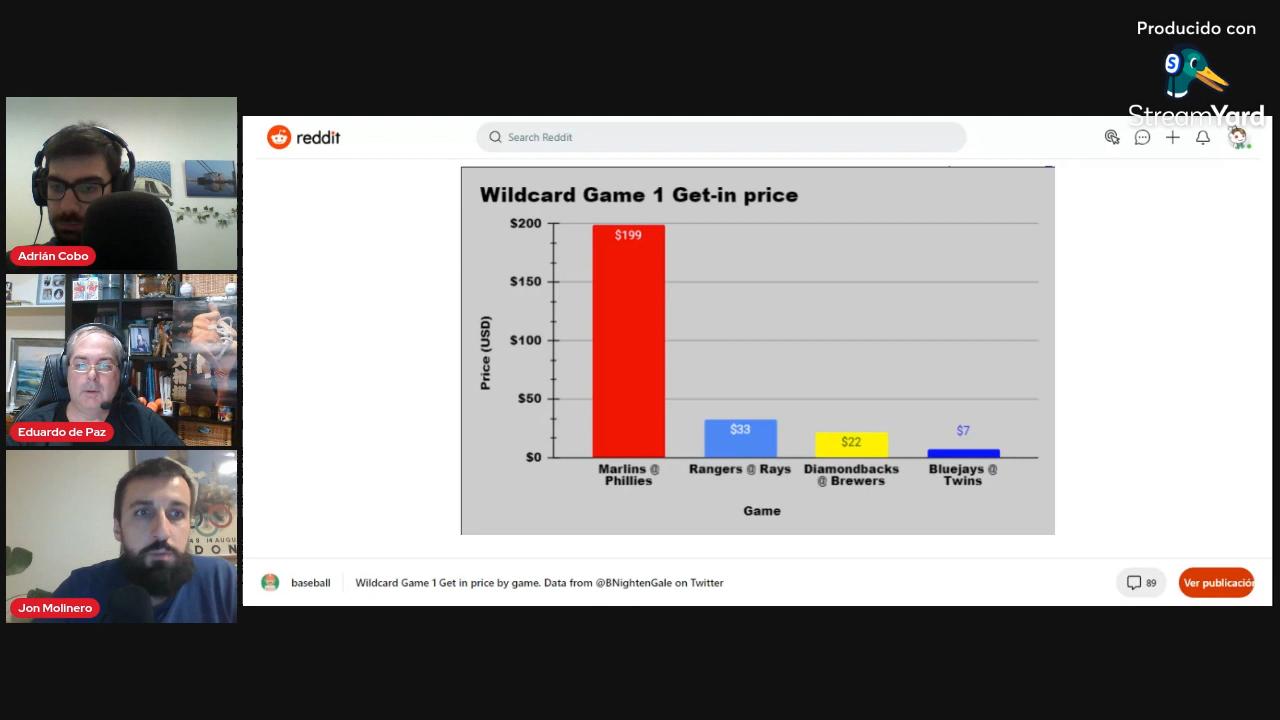 Producido con
StreamYard
Adrián Cobo
Eduardo de Paz
大
Jon Molinero
reddit
Search Reddit
Wildcard Game 1 Get-in price
Price (USD)
$200
$150
$100
$50
$0
$199
$33
$22
$7
Marlins @
Phillies
Rangers @ Rays
Diamondbacks
@ Brewers
Bluejays @
Twins
Game
baseball
Wildcard Game 1 Get in price by game. Data from @BNightenGale on Twitter
89
Ver publicación